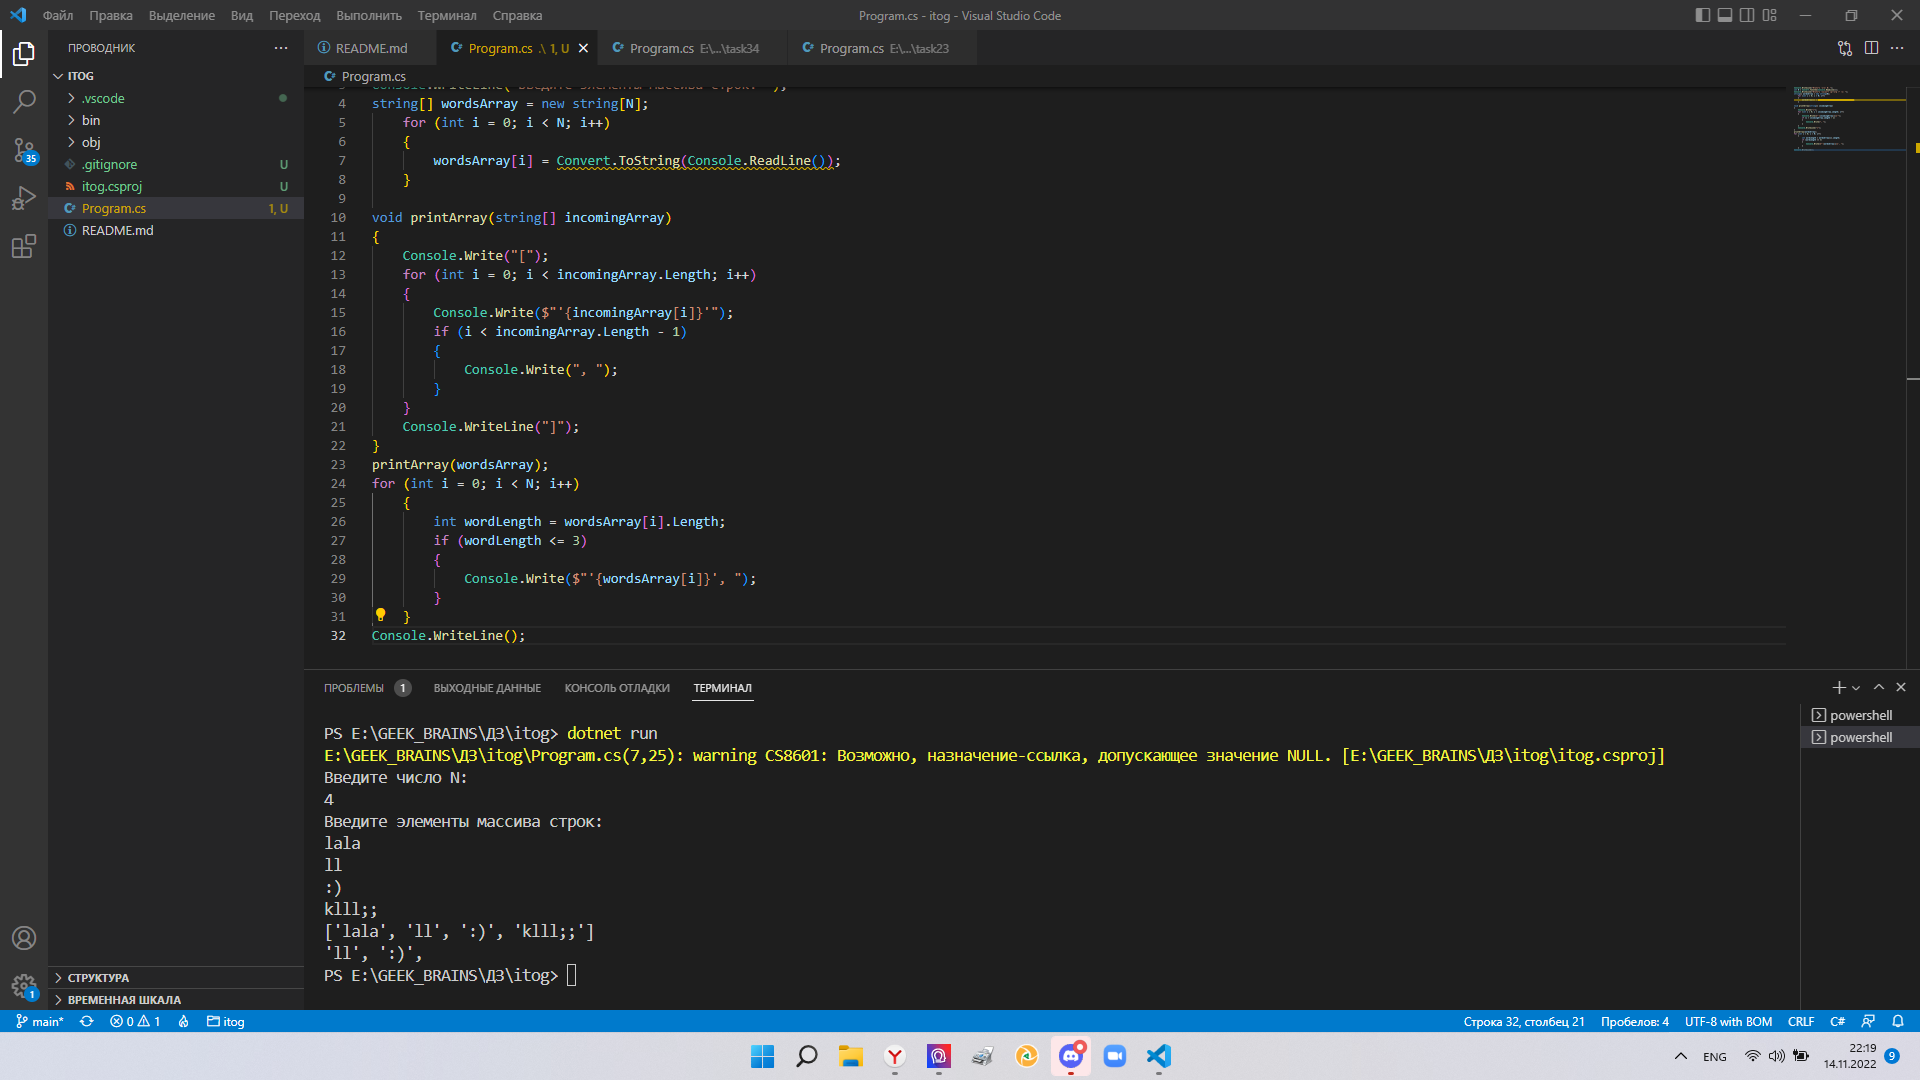 Файл Правка Выделение Вид Переход Выполнить Терминал Справка
Program.cs - itog - Visual Studio Code
ПРОВОДНИК
ITOG
.vscode
bin
obj
.gitignore U
itog.csproj U
Program.cs 1, U
README.md
СТРУКТУРА
ВРЕМЕННАЯ ШКАЛА
35
1
README.md
Program.cs .\ 1, U
Program.cs E:\...\task34
Program.cs E:\...\task23
Program.cs
4 string[] wordsArray = new string[N];
5 for (int i = 0; i < N; i++)
6 {
7 wordsArray[i] = Convert.ToString(Console.ReadLine());
8 }
9
10 void printArray(string[] incomingArray)
11 {
12 Console.Write("[");
13 for (int i = 0; i < incomingArray.Length; i++)
14 {
15 Console.Write($"'{incomingArray[i]}'");
16 if (i < incomingArray.Length - 1)
17 {
18 Console.Write(", ");
19 }
20 }
21 Console.WriteLine("]");
22 }
23 printArray(wordsArray);
24 for (int i = 0; i < N; i++)
25 {
26 int wordLength = wordsArray[i].Length;
27 if (wordLength <= 3)
28 {
29 Console.Write($"'{wordsArray[i]}', ");
30 }
31 }
32 Console.WriteLine();
ПРОБЛЕМЫ 1 ВЫХОДНЫЕ ДАННЫЕ КОНСОЛЬ ОТЛАДКИ ТЕРМИНАЛ
PS E:\GEEK_BRAINS\ДЗ\itog> dotnet run
E:\GEEK_BRAINS\ДЗ\itog\Program.cs(7,25): warning CS8601: Возможно, назначение-ссылка, допускающее значение NULL. [E:\GEEK_BRAINS\ДЗ\itog\itog.csproj]
Введите число N:
4
Введите элементы массива строк:
lala
ll
:)
klll;;
['lala', 'll', ':)', 'klll;;']
'll', ':)',
PS E:\GEEK_BRAINS\ДЗ\itog>
powershell
powershell
main* 0 1 itog
Строка 32, столбец 21 Пробелов: 4 UTF-8 with BOM CRLF C#
ENG
22:19
14.11.2022
9